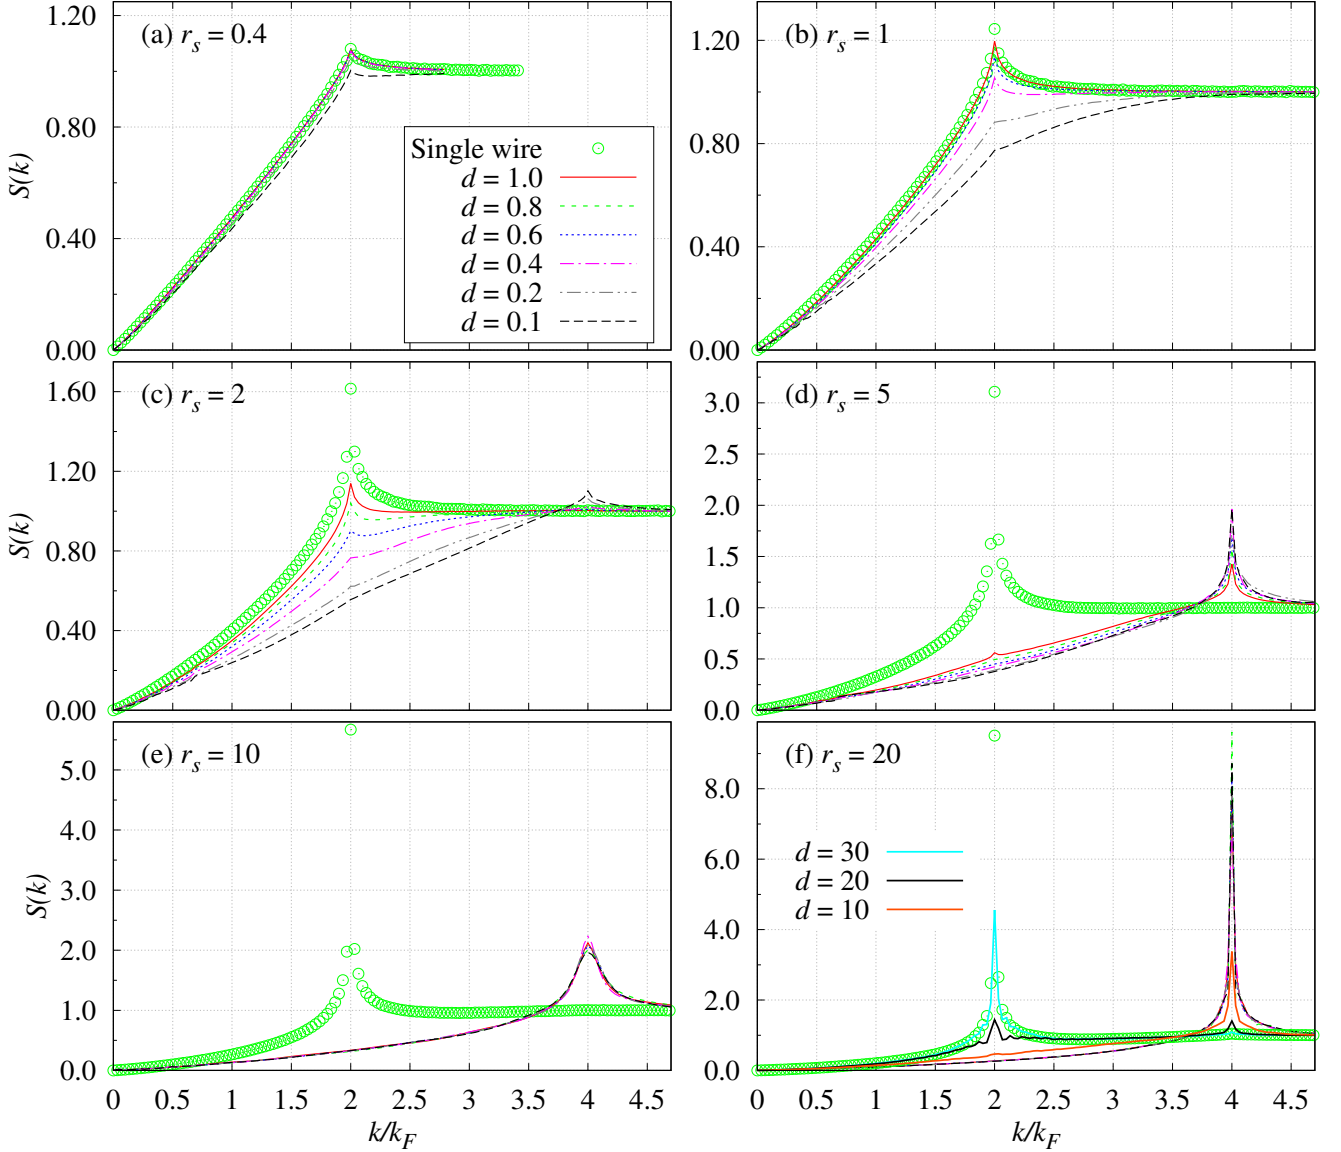 (a) r_s = 0.4
S(k)
1.20
0.80
0.40
0.00
Single wire
d = 1.0
d = 0.8
d = 0.6
d = 0.4
d = 0.2
d = 0.1
(b) r_s = 1
1.20
0.80
0.40
0.00
(c) r_s = 2
S(k)
1.60
1.20
0.80
0.40
0.00
(d) r_s = 5
3.0
2.5
2.0
1.5
1.0
0.5
0.0
(e) r_s = 10
S(k)
5.0
4.0
3.0
2.0
1.0
0.0
0 0.5 1 1.5 2 2.5 3 3.5 4 4.5
k/k_F
(f) r_s = 20
8.0
6.0
4.0
2.0
0.0
d = 30
d = 20
d = 10
0 0.5 1 1.5 2 2.5 3 3.5 4 4.5
k/k_F